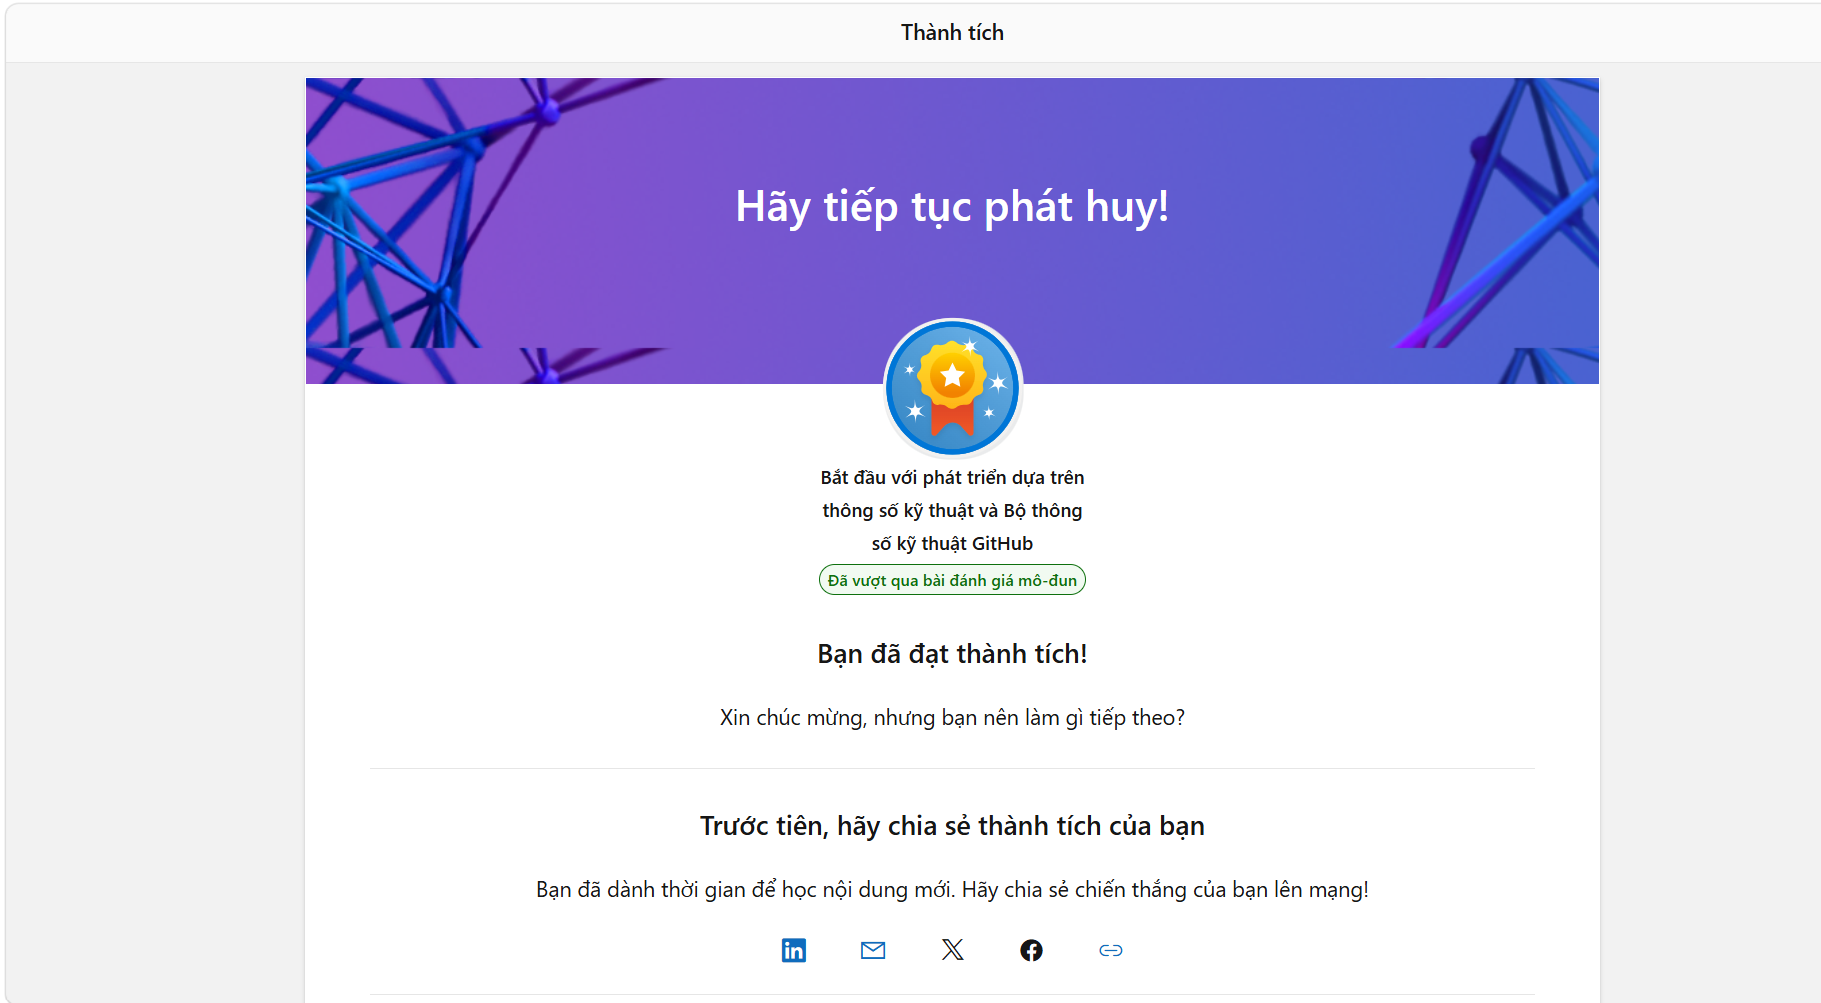 Thành tích
Hãy tiếp tục phát huy!
Bắt đầu với phát triển dựa trên
thông số kỹ thuật và Bộ thông
số kỹ thuật GitHub
Đã vượt qua bài đánh giá mô-đun
Bạn đã đạt thành tích!
Xin chúc mừng, nhưng bạn nên làm gì tiếp theo?
Trước tiên, hãy chia sẻ thành tích của bạn
Bạn đã dành thời gian để học nội dung mới. Hãy chia sẻ chiến thắng của bạn lên mạng!